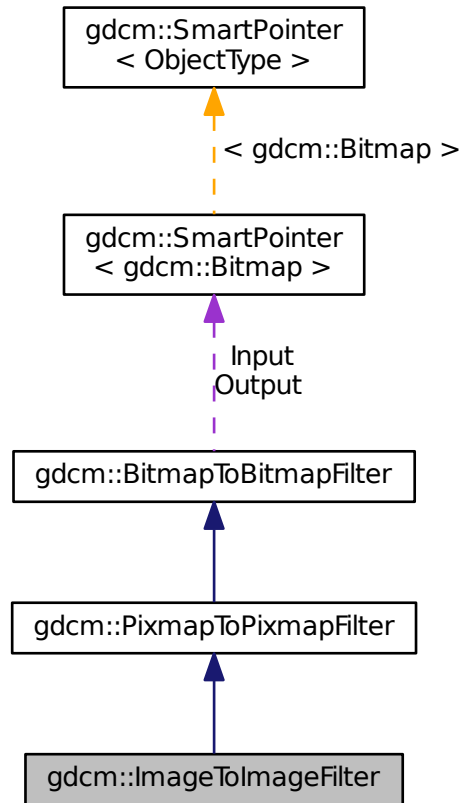 gdcm::SmartPointer
< ObjectType >
< gdcm::Bitmap >
gdcm::SmartPointer
< gdcm::Bitmap >
Input
Output
gdcm::BitmapToBitmapFilter
gdcm::PixmapToPixmapFilter
gdcm::ImageToImageFilter